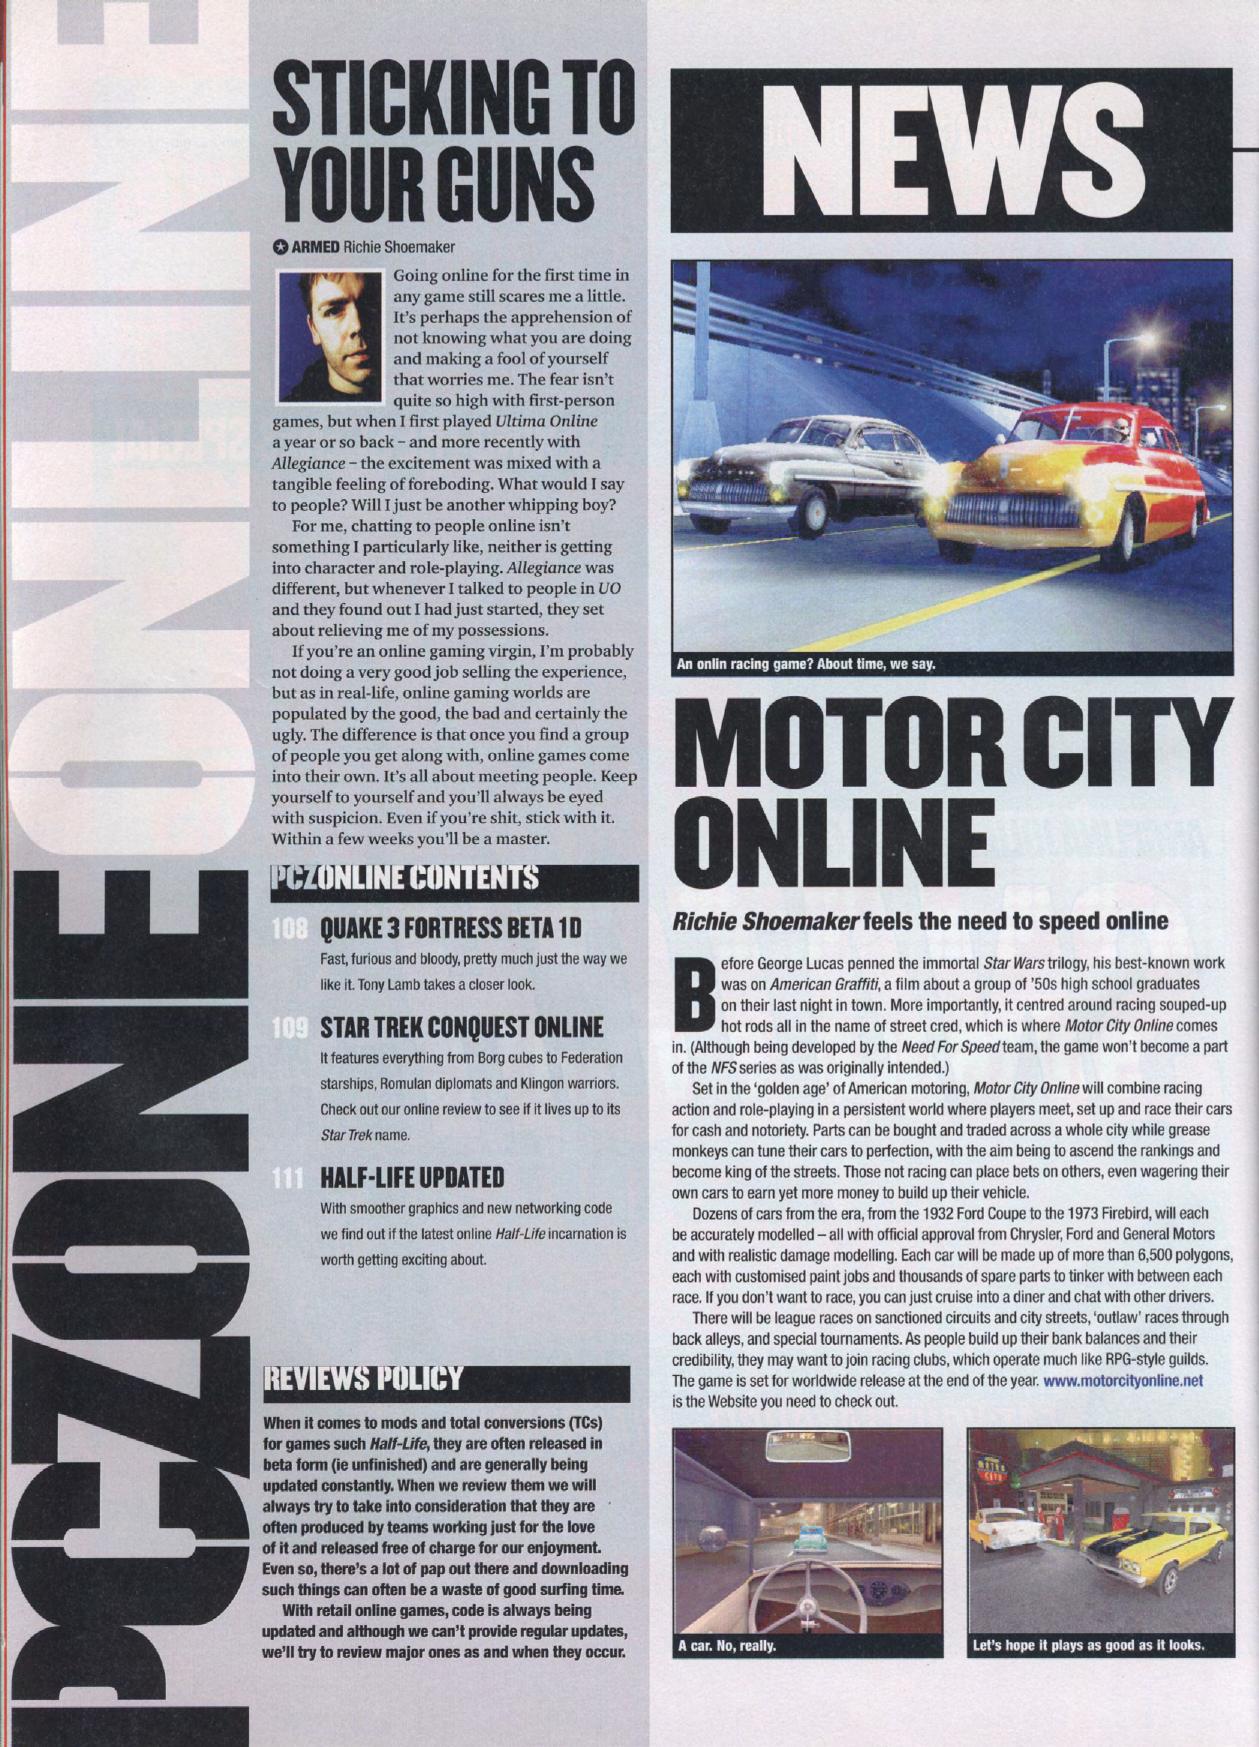 PCZONEONLINE
STICKING TO
YOUR GUNS
ARMED Richie Shoemaker
Going online for the first time in
any game still scares me a little.
It's perhaps the apprehension of
not knowing what you are doing
and making a fool of yourself
that worries me. The fear isn't
quite so high with first-person
games, but when I first played Ultima Online
a year or so back – and more recently with
Allegiance – the excitement was mixed with a
tangible feeling of foreboding. What would I say
to people? Will I just be another whipping boy?
For me, chatting to people online isn't
something I particularly like, neither is getting
into character and role-playing. Allegiance was
different, but whenever I talked to people in UO
and they found out I had just started, they set
about relieving me of my possessions.
If you're an online gaming virgin, I'm probably
not doing a very good job selling the experience,
but as in real-life, online gaming worlds are
populated by the good, the bad and certainly the
ugly. The difference is that once you find a group
of people you get along with, online games come
into their own. It's all about meeting people. Keep
yourself to yourself and you'll always be eyed
with suspicion. Even if you're shit, stick with it.
Within a few weeks you'll be a master.
PCZONLINE CONTENTS
108 QUAKE 3 FORTRESS BETA 1D
Fast, furious and bloody, pretty much just the way we
like it. Tony Lamb takes a closer look.
109 STAR TREK CONQUEST ONLINE
It features everything from Borg cubes to Federation
starships, Romulan diplomats and Klingon warriors.
Check out our online review to see if it lives up to its
Star Trek name.
111 HALF-LIFE UPDATED
With smoother graphics and new networking code
we find out if the latest online Half-Life incarnation is
worth getting exciting about.
REVIEWS POLICY
When it comes to mods and total conversions (TCs)
for games such Half-Life, they are often released in
beta form (ie unfinished) and are generally being
updated constantly. When we review them we will
always try to take into consideration that they are
often produced by teams working just for the love
of it and released free of charge for our enjoyment.
Even so, there's a lot of pap out there and downloading
such things can often be a waste of good surfing time.
With retail online games, code is always being
updated and although we can't provide regular updates,
we'll try to review major ones as and when they occur.
NEWS
An onlin racing game? About time, we say.
MOTOR CITY
ONLINE
Richie Shoemaker feels the need to speed online
Before George Lucas penned the immortal Star Wars trilogy, his best-known work
was on American Graffiti, a film about a group of '50s high school graduates
on their last night in town. More importantly, it centred around racing souped-up
hot rods all in the name of street cred, which is where Motor City Online comes
in. (Although being developed by the Need For Speed team, the game won't become a part
of the NFS series as was originally intended.)
Set in the 'golden age' of American motoring, Motor City Online will combine racing
action and role-playing in a persistent world where players meet, set up and race their cars
for cash and notoriety. Parts can be bought and traded across a whole city while grease
monkeys can tune their cars to perfection, with the aim being to ascend the rankings and
become king of the streets. Those not racing can place bets on others, even wagering their
own cars to earn yet more money to build up their vehicle.
Dozens of cars from the era, from the 1932 Ford Coupe to the 1973 Firebird, will each
be accurately modelled – all with official approval from Chrysler, Ford and General Motors
and with realistic damage modelling. Each car will be made up of more than 6,500 polygons,
each with customised paint jobs and thousands of spare parts to tinker with between each
race. If you don't want to race, you can just cruise into a diner and chat with other drivers.
There will be league races on sanctioned circuits and city streets, 'outlaw' races through
back alleys, and special tournaments. As people build up their bank balances and their
credibility, they may want to join racing clubs, which operate much like RPG-style guilds.
The game is set for worldwide release at the end of the year. www.motorcityonline.net
is the Website you need to check out.
A car. No, really.
CITY
Let's hope it plays as good as it looks.